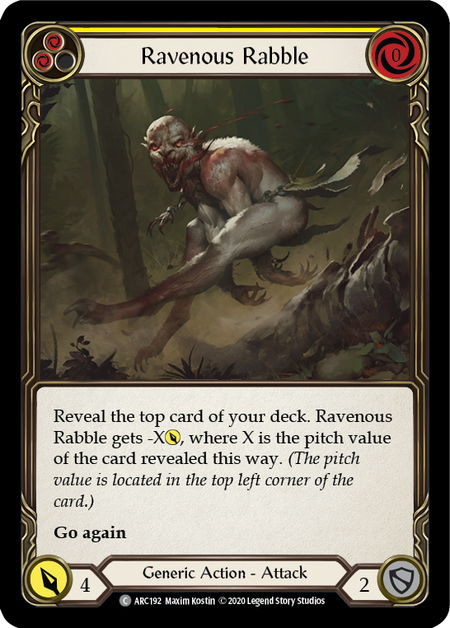 Ravenous Rabble
0
Reveal the top card of your deck. Ravenous
Rabble gets -X, where X is the pitch value
of the card revealed this way. (The pitch
value is located in the top left corner of the
card.)
Go again
4
Generic Action - Attack
2
C ARC192 Maxim Kostin ©2020 Legend Story Studios